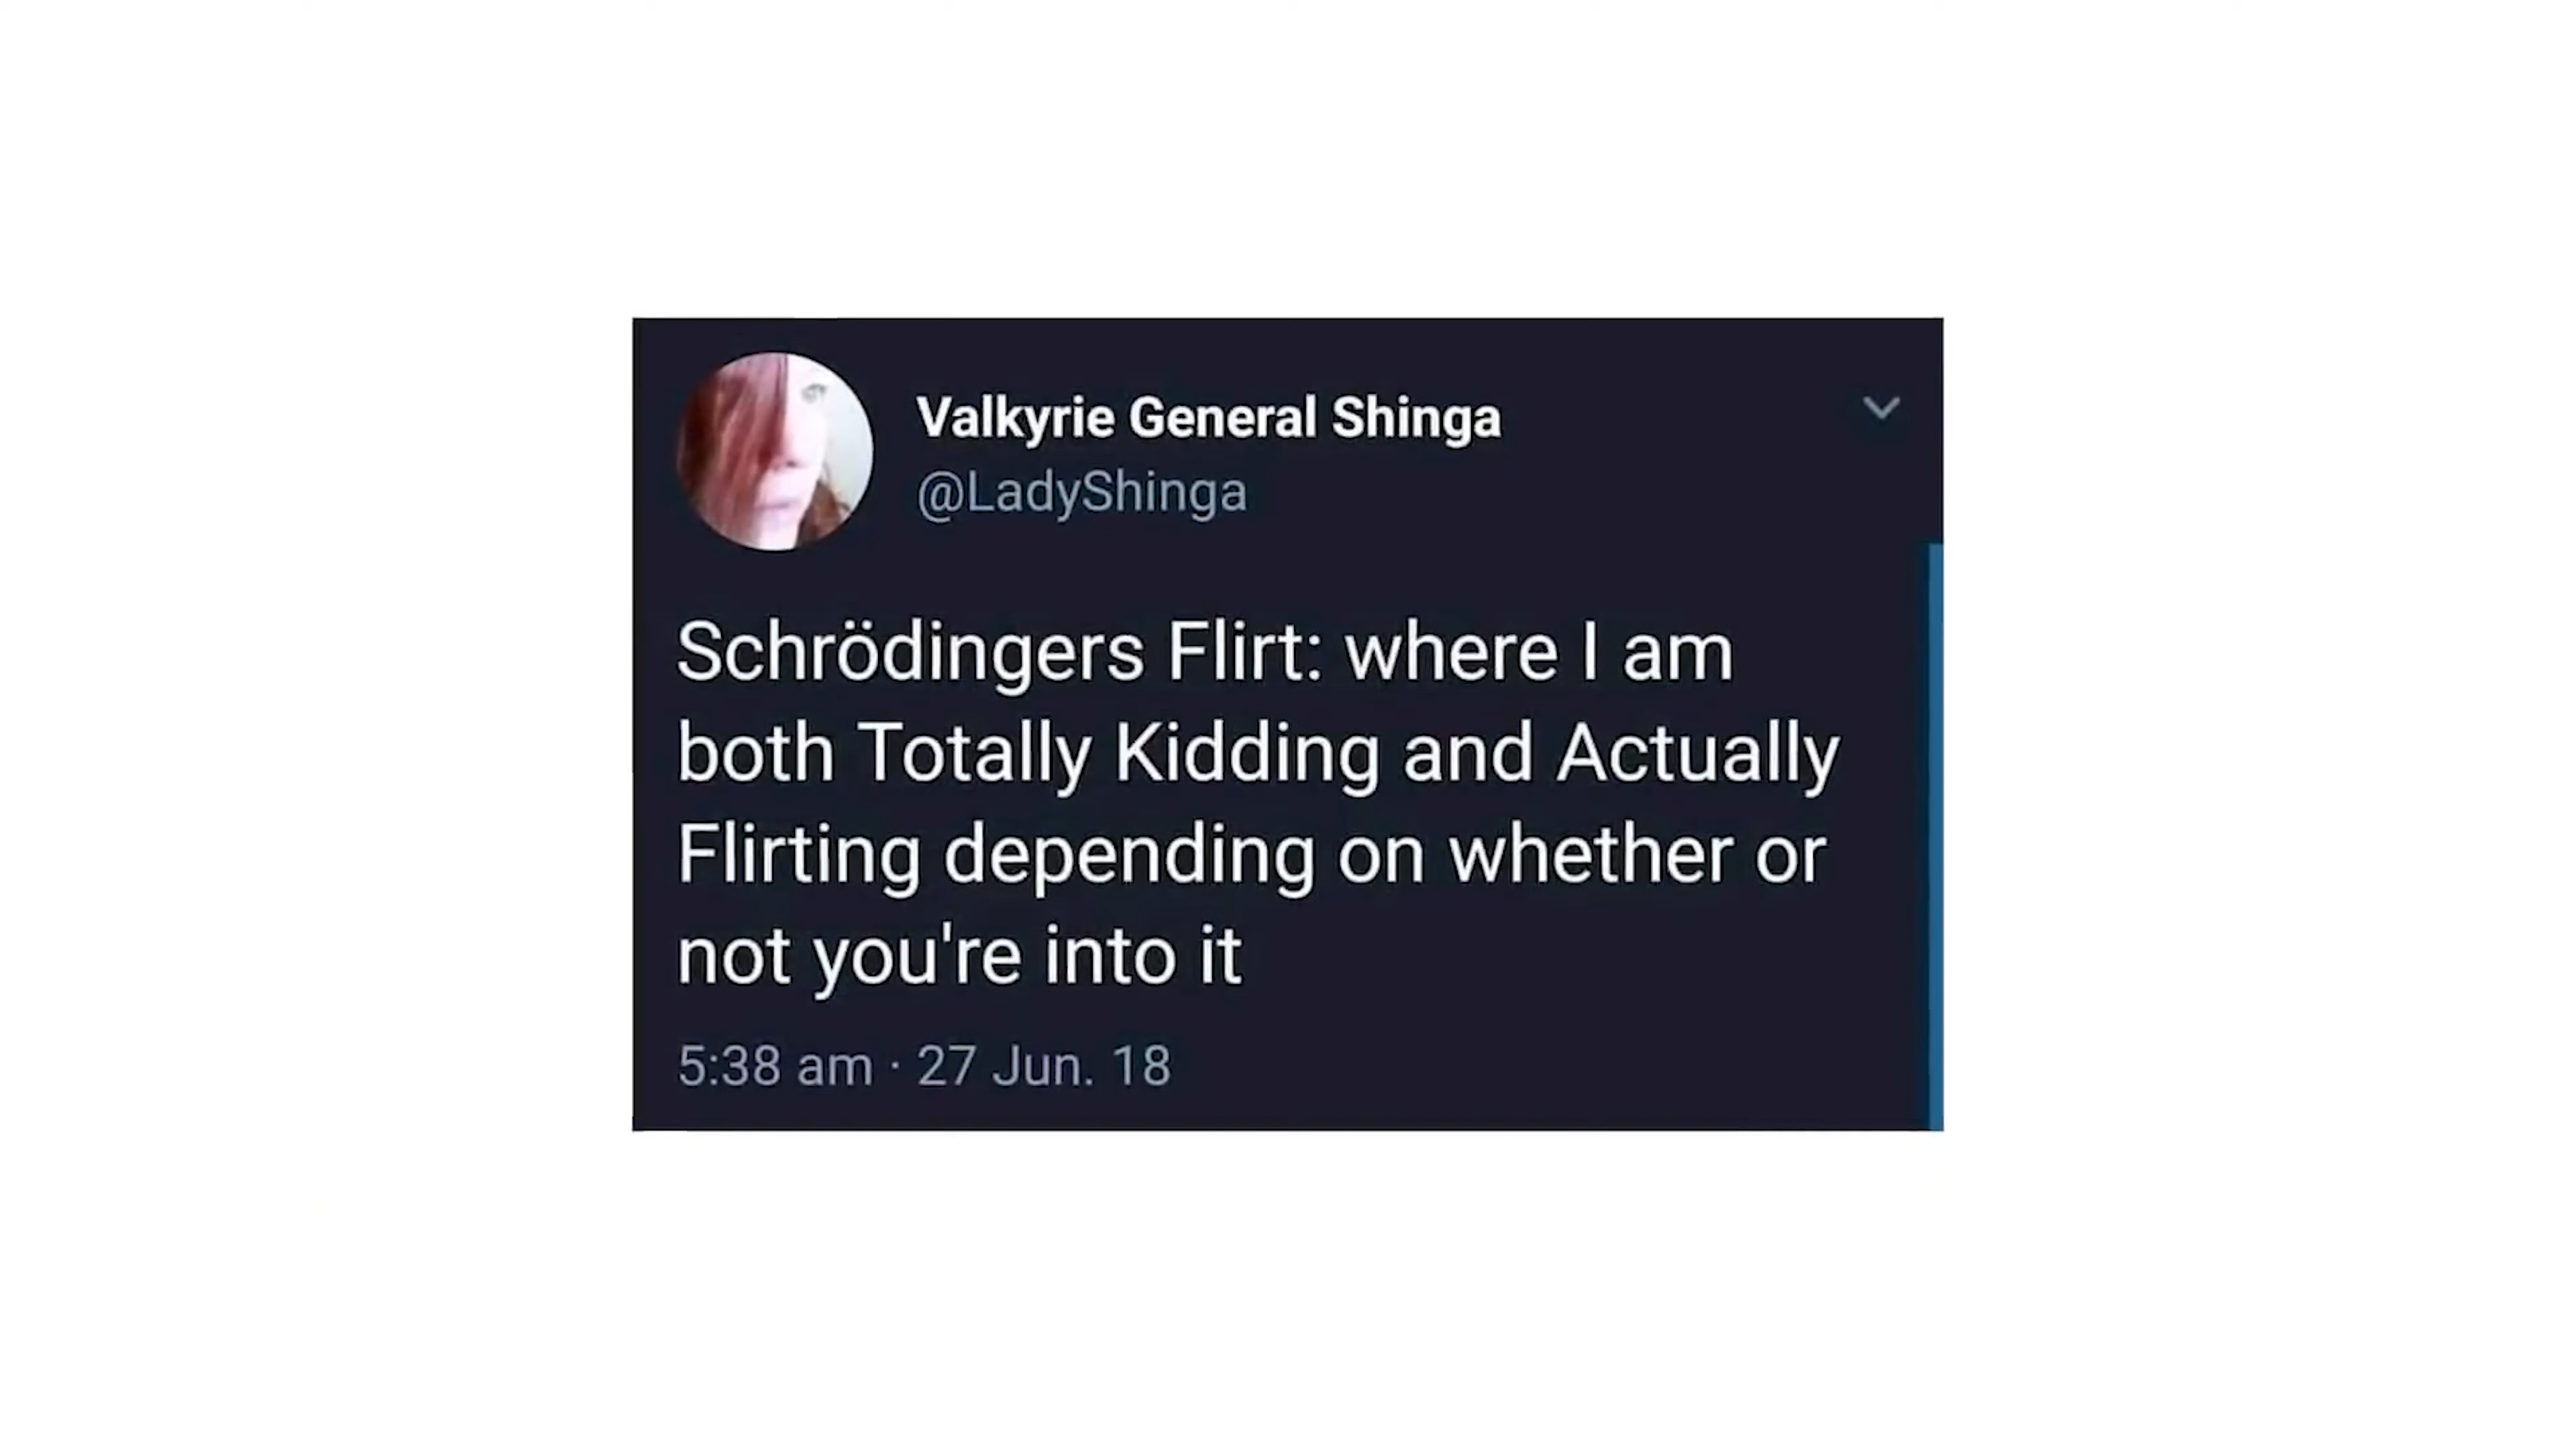 Valkyrie General Shinga
@LadyShinga
Schrödingers Flirt: where I am
both Totally Kidding and Actually
Flirting depending on whether or
not you're into it
5:38 am · 27 Jun. 18